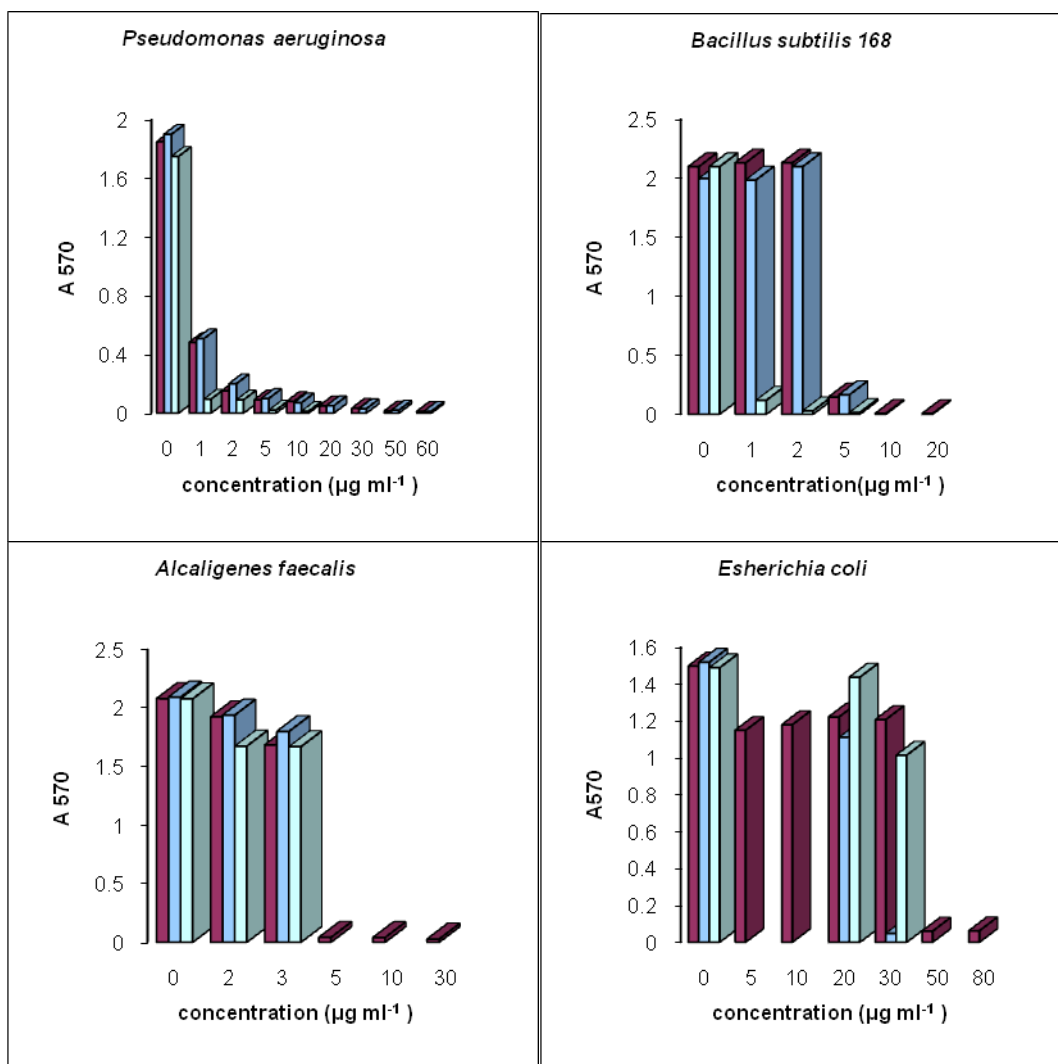 Pseudomonas aeruginosa
2
1.6
1.2
0.8
0.4
0
A 570
0 1 2 5 10 20 30 50 60
concentration (µg ml-1 )
Bacillus subtilis 168
2.5
2
1.5
1
0.5
0
A 570
0 1 2 5 10 20
concentration(µg ml-1 )
Alcaligenes faecalis
2.5
2
1.5
1
0.5
0
A 570
0 2 3 5 10 30
concentration (µg ml-1 )
Esherichia coli
1.6
1.4
1.2
1
0.8
0.6
0.4
0.2
0
A570
0 5 10 20 30 50 80
concentration (µg ml-1 )